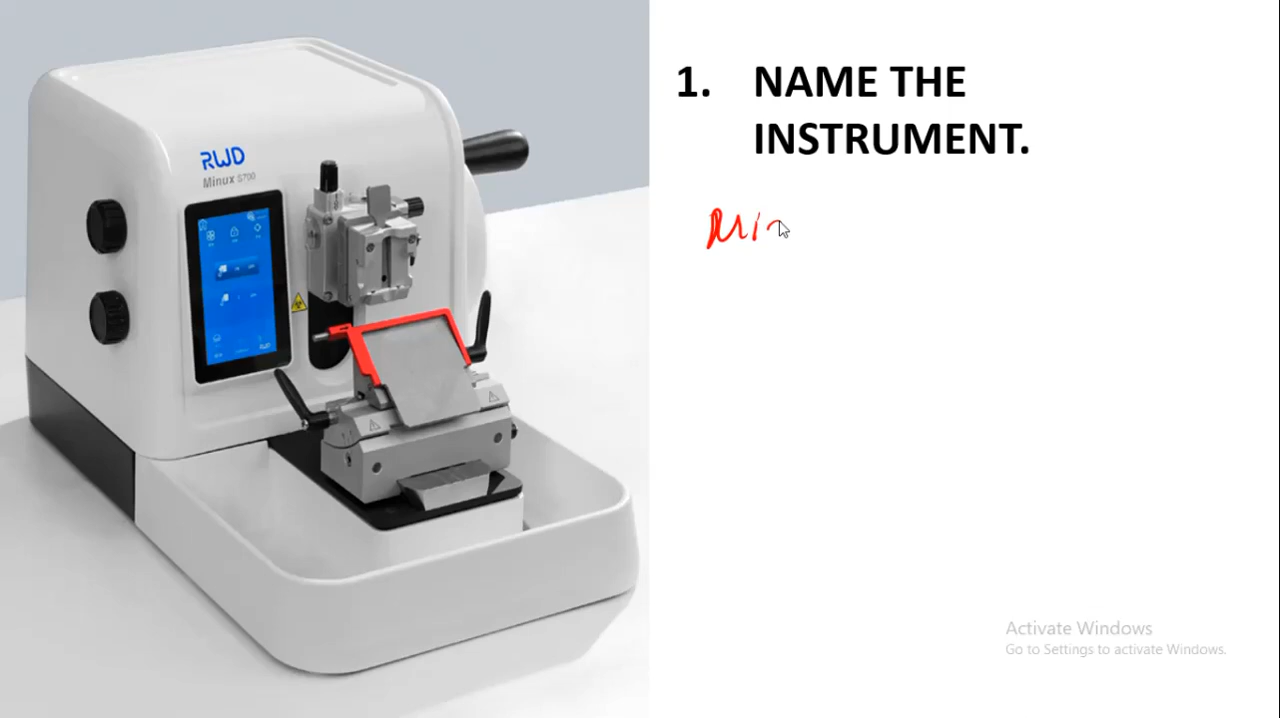 1. NAME THE
INSTRUMENT.
RWD
Minux S700
Activate Windows
Go to Settings to activate Windows.